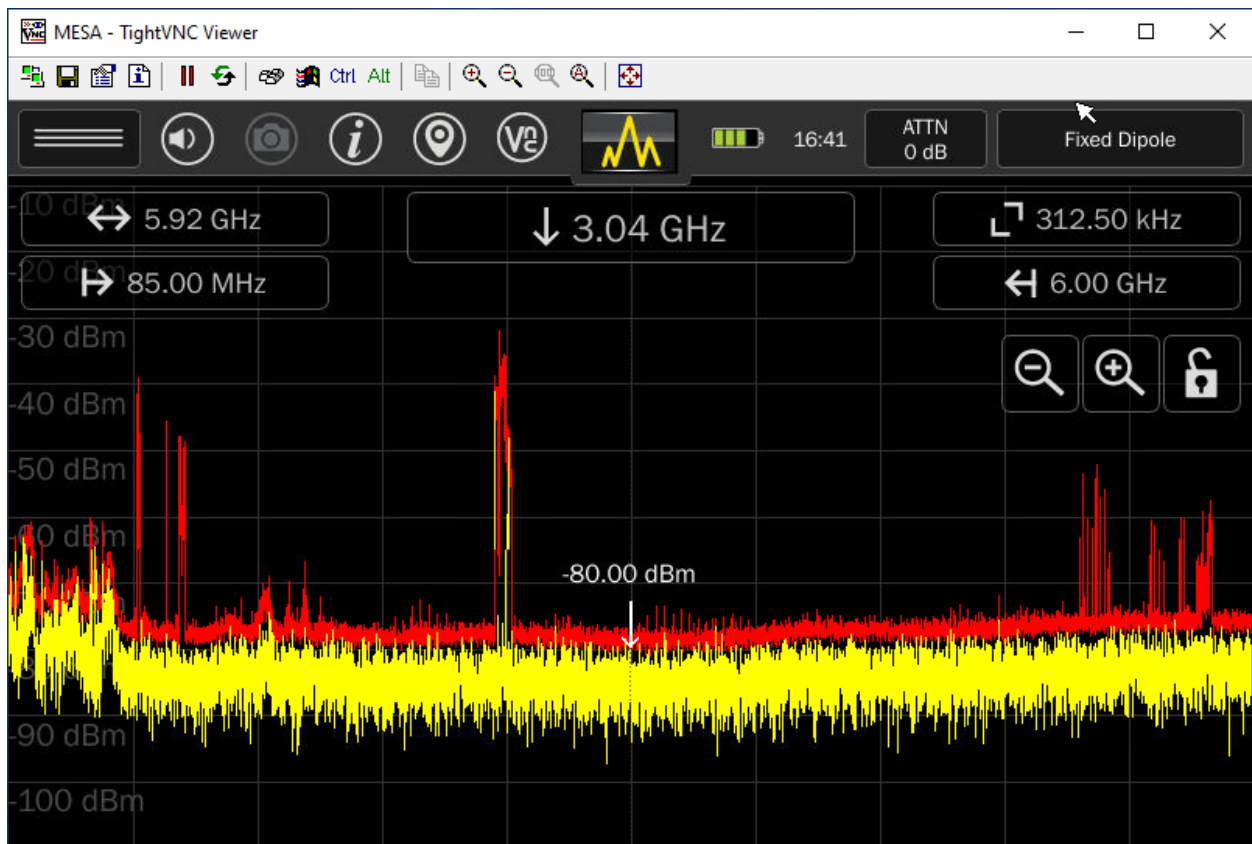 MESA - TightVNC Viewer
Ctrl Alt
16:41
ATTN
0 dB
Fixed Dipole
-10 dBm
5.92 GHz
3.04 GHz
312.50 kHz
-20 dBm
85.00 MHz
6.00 GHz
-30 dBm
-40 dBm
-50 dBm
-60 dBm
-80.00 dBm
-90 dBm
-100 dBm